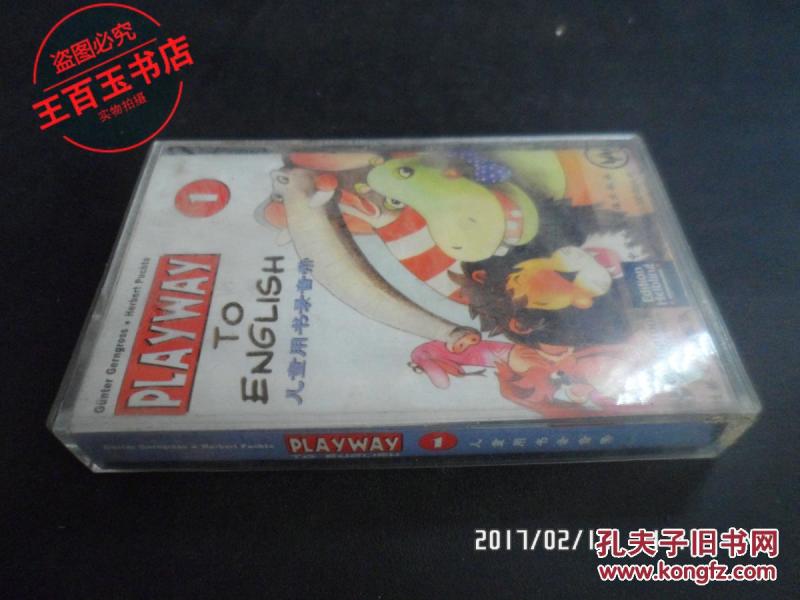 盗图必究
王百玉书店
实物拍摄
1
Günter Gerngross • Herbert Puchta
PLAYWAY
TO
ENGLISH
儿童用书录音带
Edition
Helbling
Günter Gerngross • Herbert Puchta
PLAYWAY
TO ENGLISH
1
儿童用书录音带
2017/02/1
孔夫子旧书网
www.kongfz.com